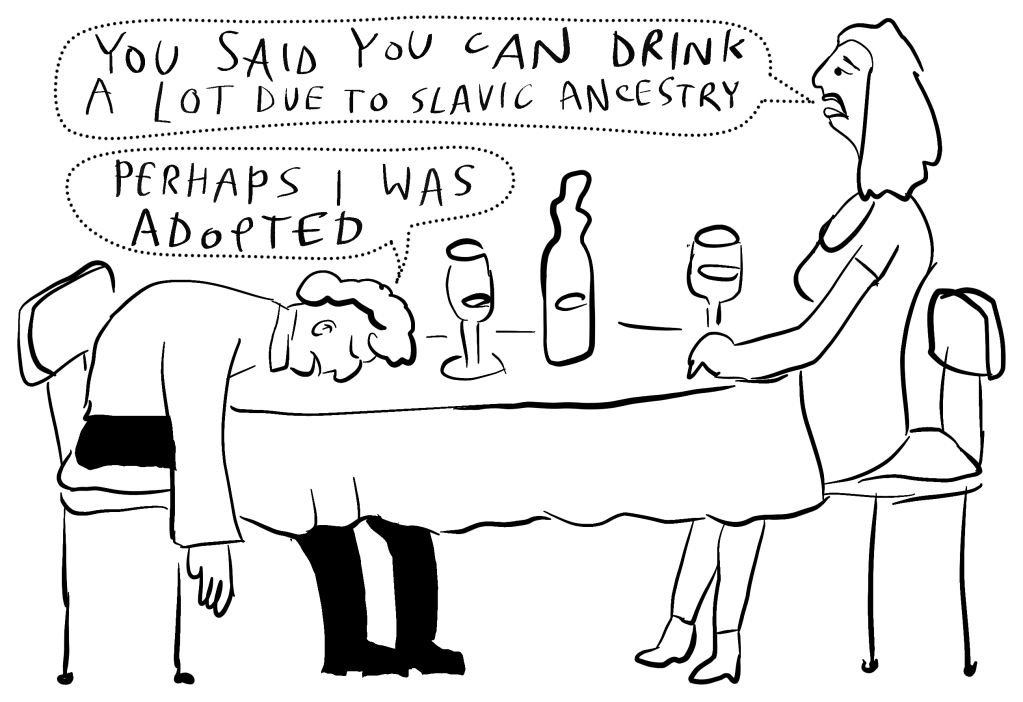 YOU SAID YOU CAN DRINK
A LOT DUE TO SLAVIC ANCESTRY
PERHAPS I WAS
ADOPTED